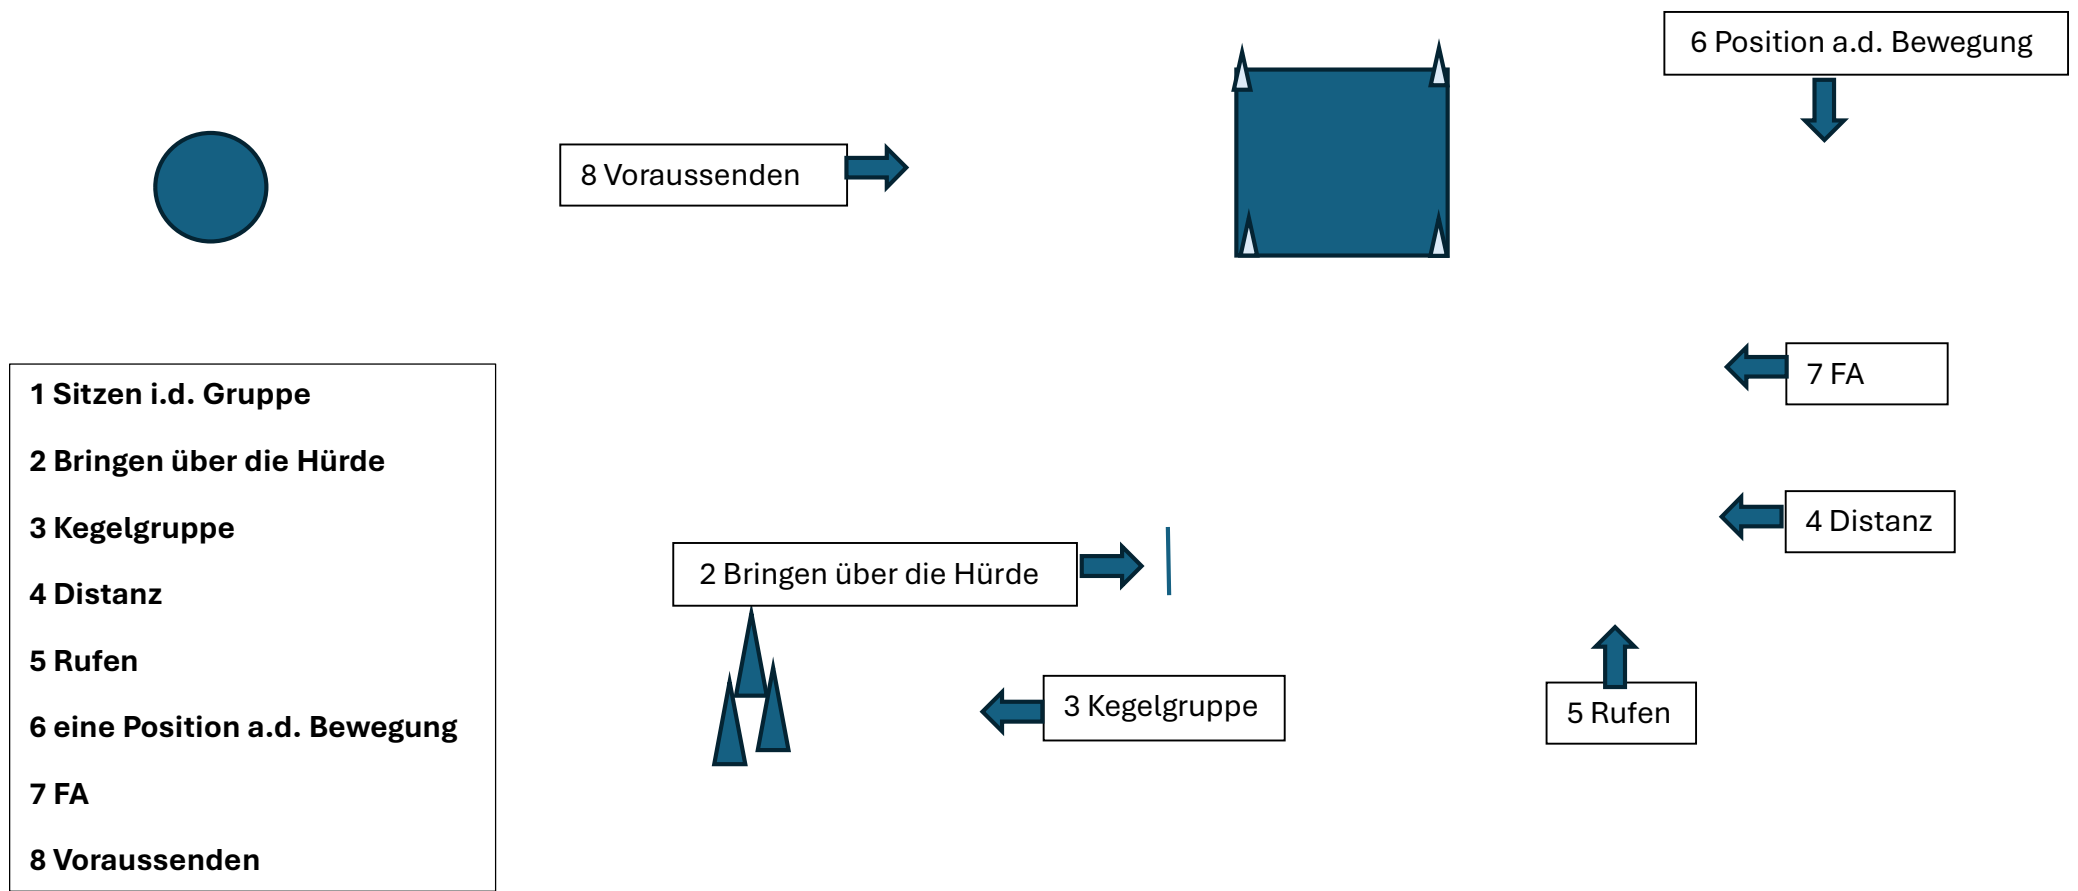 6 Position a.d. Bewegung
8 Voraussenden
7 FA
1 Sitzen i.d. Gruppe
2 Bringen über die Hürde
3 Kegelgruppe
4 Distanz
5 Rufen
6 eine Position a.d. Bewegung
7 FA
8 Voraussenden
4 Distanz
2 Bringen über die Hürde
3 Kegelgruppe
5 Rufen